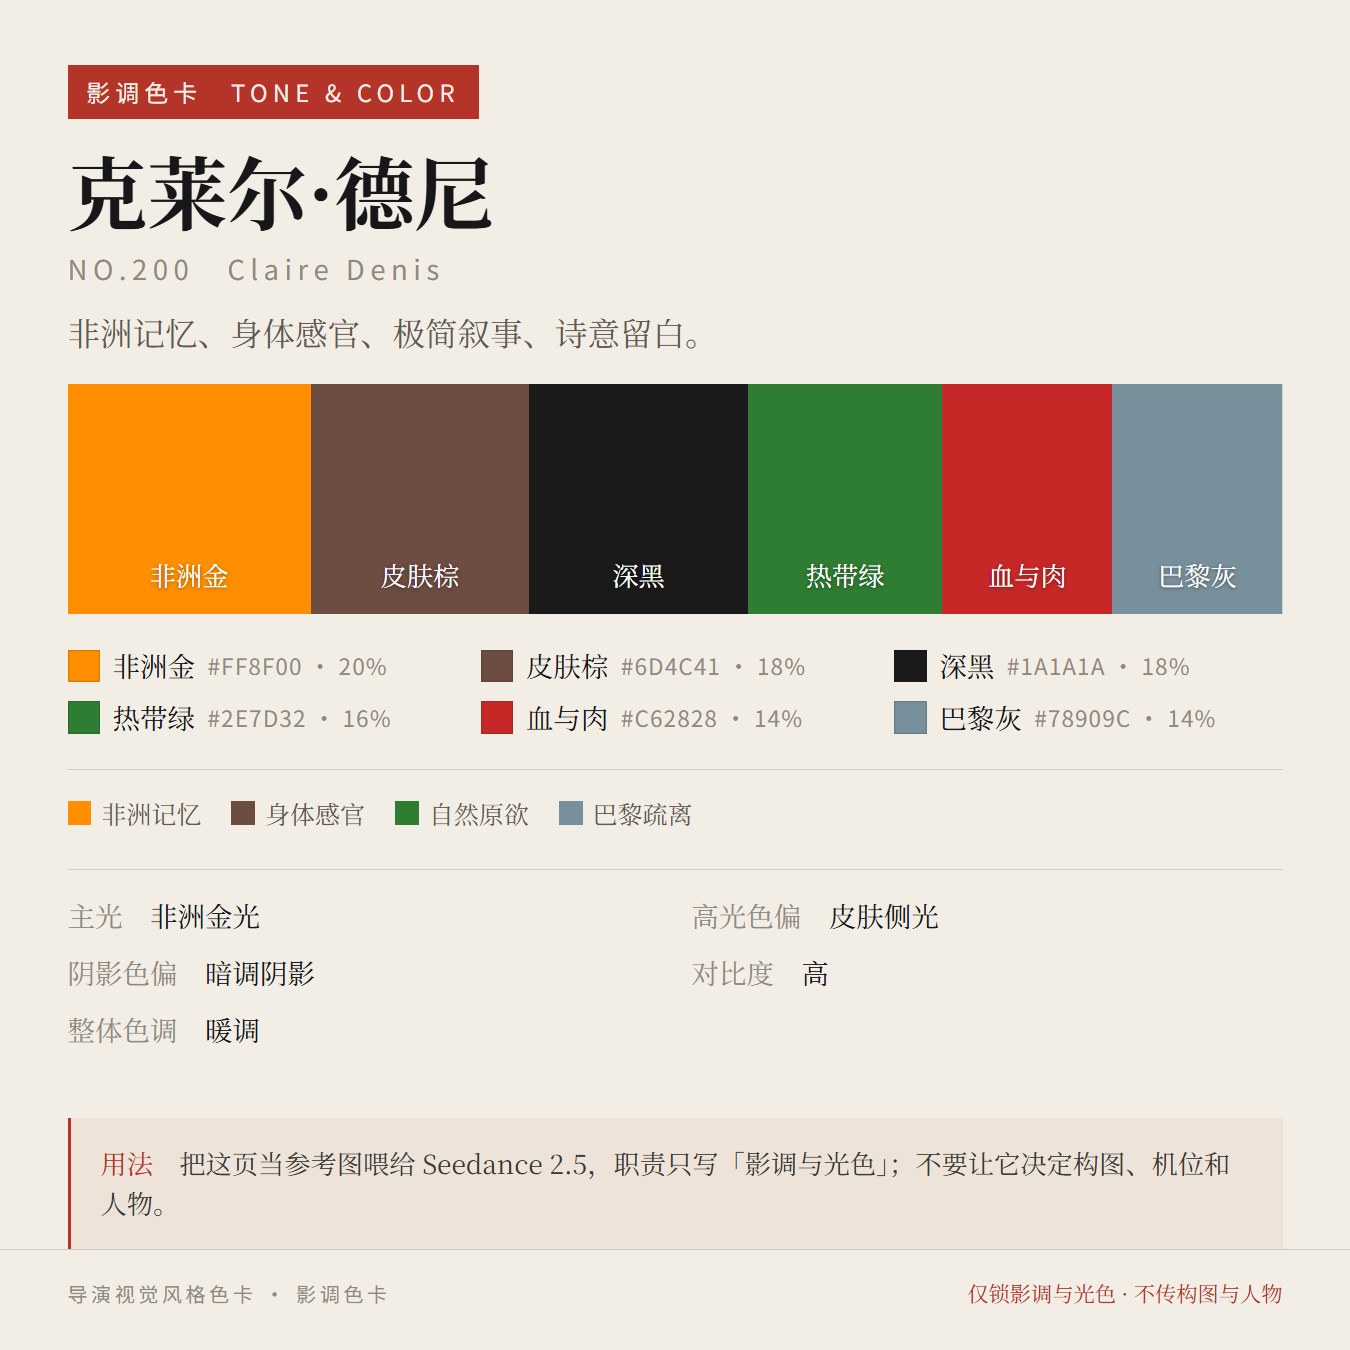 影调色卡 TONE & COLOR
克莱尔·德尼
NO.200 Claire Denis
非洲记忆、身体感官、极简叙事、诗意留白。
非洲金 皮肤棕 深黑 热带绿 血与肉 巴黎灰
非洲金 #FF8F00 · 20% 皮肤棕 #6D4C41 · 18% 深黑 #1A1A1A · 18%
热带绿 #2E7D32 · 16% 血与肉 #C62828 · 14% 巴黎灰 #78909C · 14%
非洲记忆 身体感官 自然原欲 巴黎疏离
主光 非洲金光 高光色偏 皮肤侧光
阴影色偏 暗调阴影 对比度 高
整体色调 暖调
用法 把这页当参考图喂给 Seedance 2.5，职责只写「影调与光色」；不要让它决定构图、机位和
人物。
导演视觉风格色卡 · 影调色卡 仅锁影调与光色 · 不传构图与人物